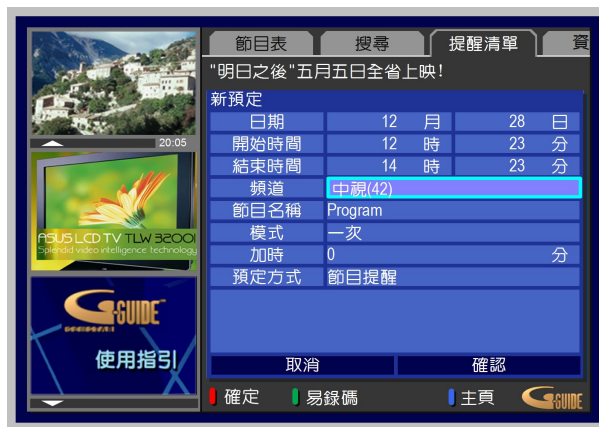 節目表 搜尋 提醒清單 資
"明日之後"五月五日全省上映!
新預定
日期 12 月 28 日
開始時間 12 時 23 分
結束時間 14 時 23 分
頻道 中視(42)
節目名稱 Program
模式 一次
加時 0 分
預定方式 節目提醒
取消 確認
確定 易錄碼 主頁 G-GUIDE
20:05
ASUS LCD TV TLW 32001
Splendid video intelligence technology
G-GUIDE
GEMSTAR
使用指引